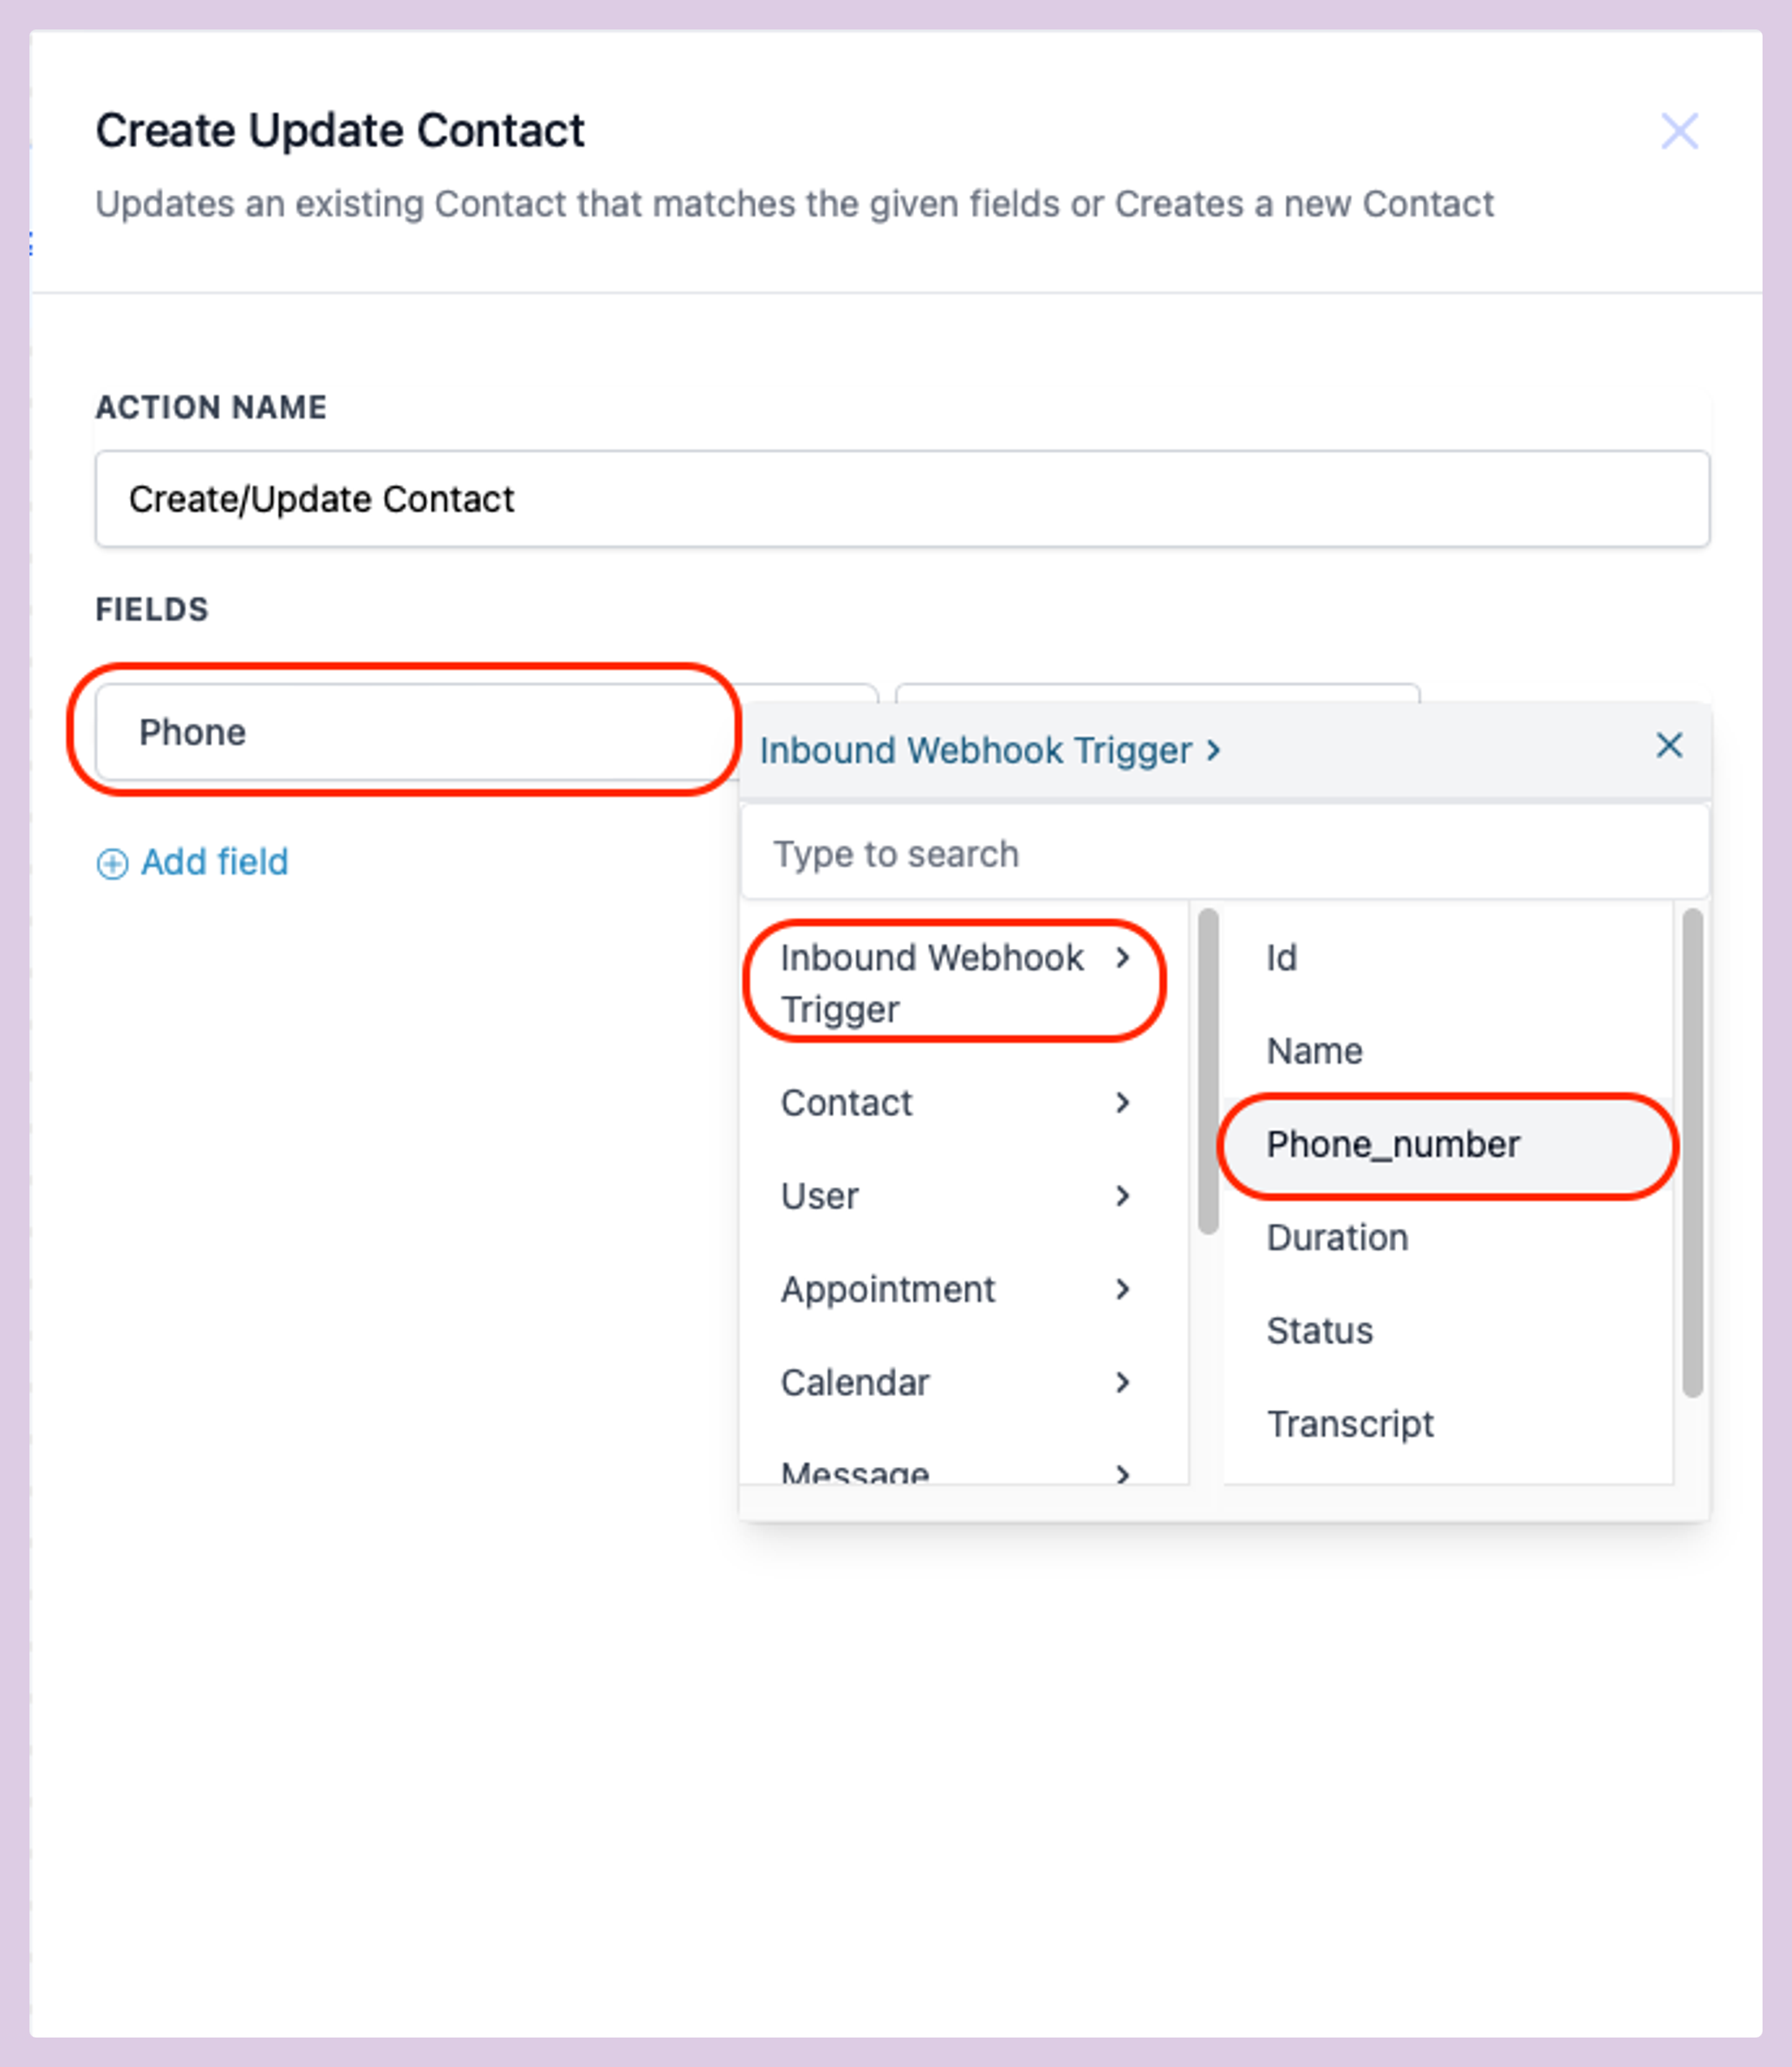 Create Update Contact
Updates an existing Contact that matches the given fields or Creates a new Contact
ACTION NAME
Create/Update Contact
FIELDS
Phone
Add field
Inbound Webhook Trigger >
Type to search
Inbound Webhook
Trigger
Contact
User
Appointment
Calendar
Message
Id
Name
Phone_number
Duration
Status
Transcript